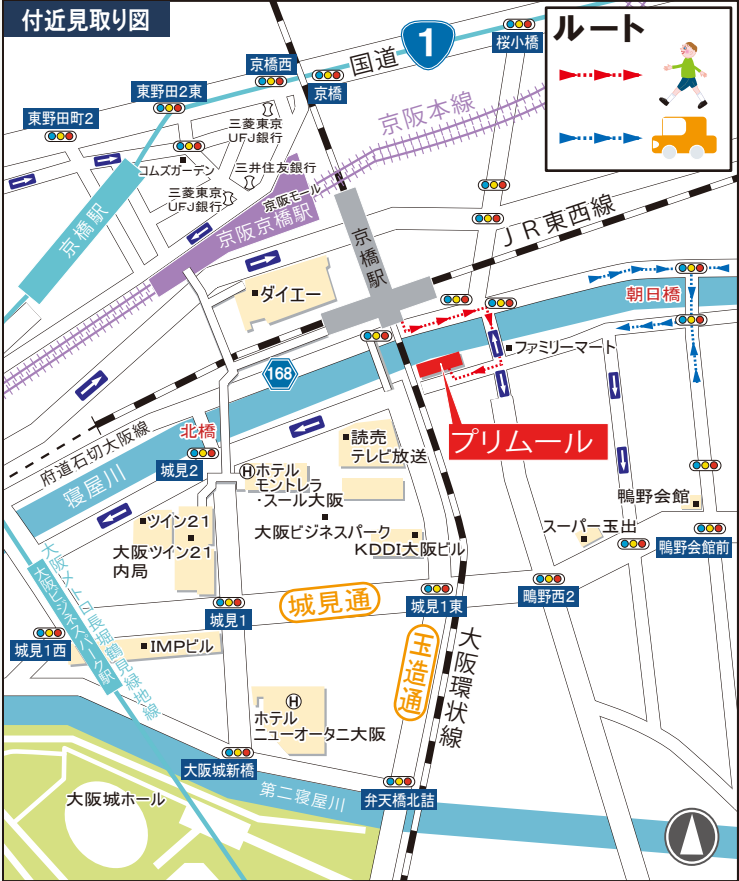 付近見取り図
ルート
1
国道
桜小橋
京橋西
京橋
東野田2東
東野田町2
三菱東京
UFJ銀行
京阪本線
コムズガーデン
三井住友銀行
三菱東京
UFJ銀行
京阪モール
京阪京橋駅
京橋駅
京橋駅
JR東西線
ダイエー
朝日橋
ファミリーマート
168
プリムール
府道石切大阪線
北橋
城見2
寝屋川
読売
テレビ放送
ホテル
モントレラ
・スール大阪
大阪ビジネスパーク
KDDI大阪ビル
ツイン21
大阪ツイン21
内局
鴫野会館
スーパー玉出
鴫野会館前
鴫野西2
城見通
城見1東
城見1
城見1西
IMPビル
大阪メトロ長堀鶴見緑地線
大阪ビジネスパーク駅
玉造通
大阪環状線
H
H
ホテル
ニューオータニ大阪
大阪城新橋
第二寝屋川
弁天橋北詰
大阪城ホール